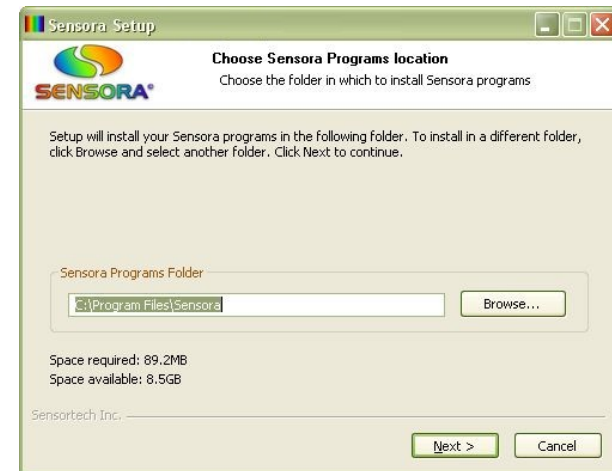 Sensora Setup
SENSORA®
Choose Sensora Programs location
Choose the folder in which to install Sensora programs
Setup will install your Sensora programs in the following folder. To install in a different folder,
click Browse and select another folder. Click Next to continue.
Sensora Programs Folder
C:\Program Files\Sensora
Browse...
Space required: 89.2MB
Space available: 8.5GB
Sensortech Inc.
Next >
Cancel